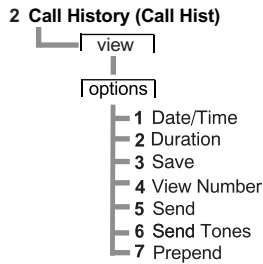 2 Call History (Call Hist)
view
options
1 Date/Time
2 Duration
3 Save
4 View Number
5 Send
6 Send Tones
7 Prepend